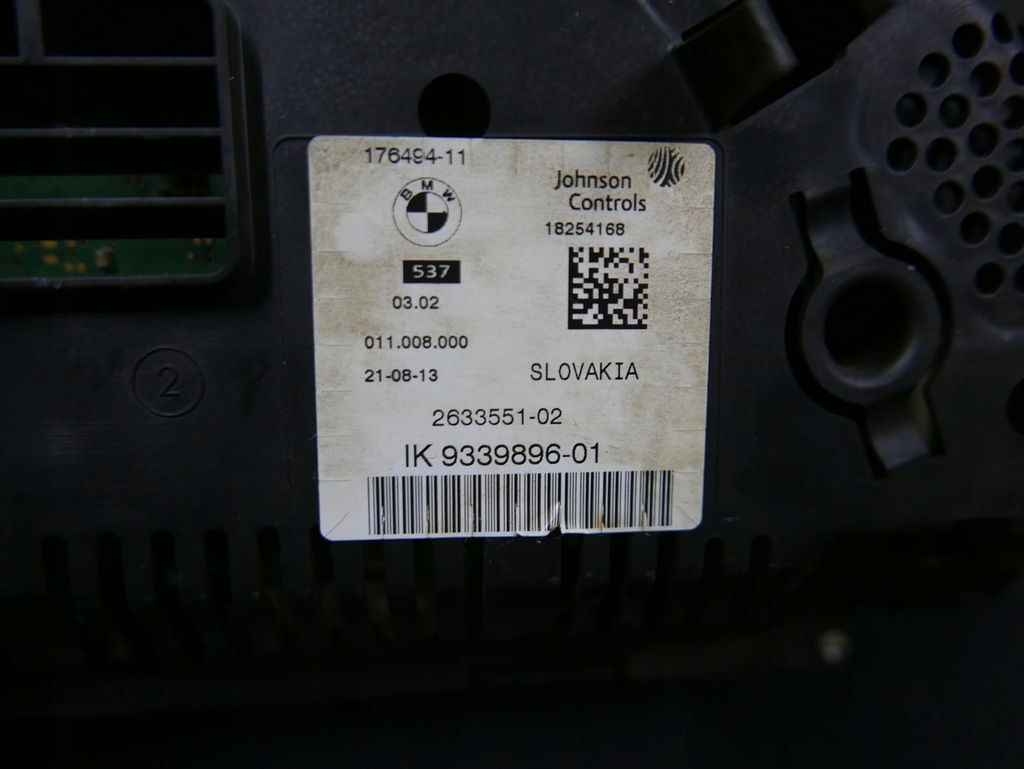 176494-11
BMW
Johnson
Controls
18254168
537
03.02
011.008.000
21-08-13
SLOVAKIA
2633551-02
IK 9339896-01
2